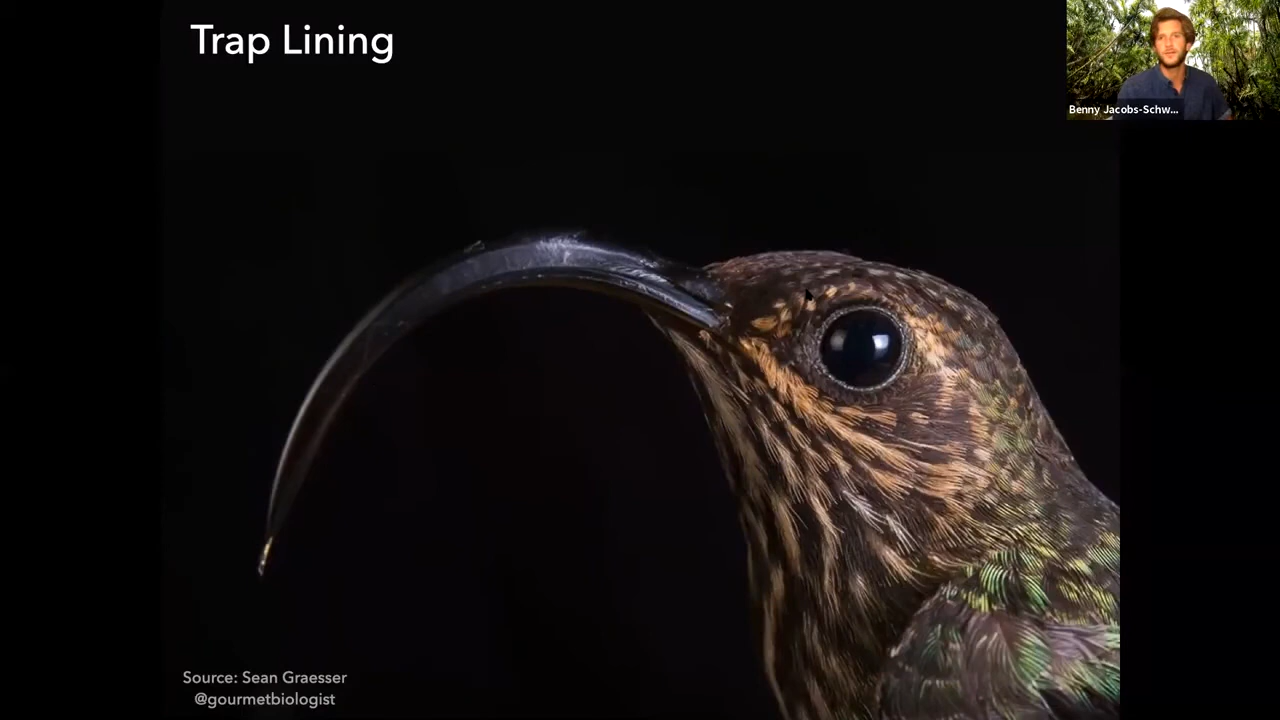 Trap Lining
Benny Jacobs-Schw...
Source: Sean Graesser
@gourmetbiologist